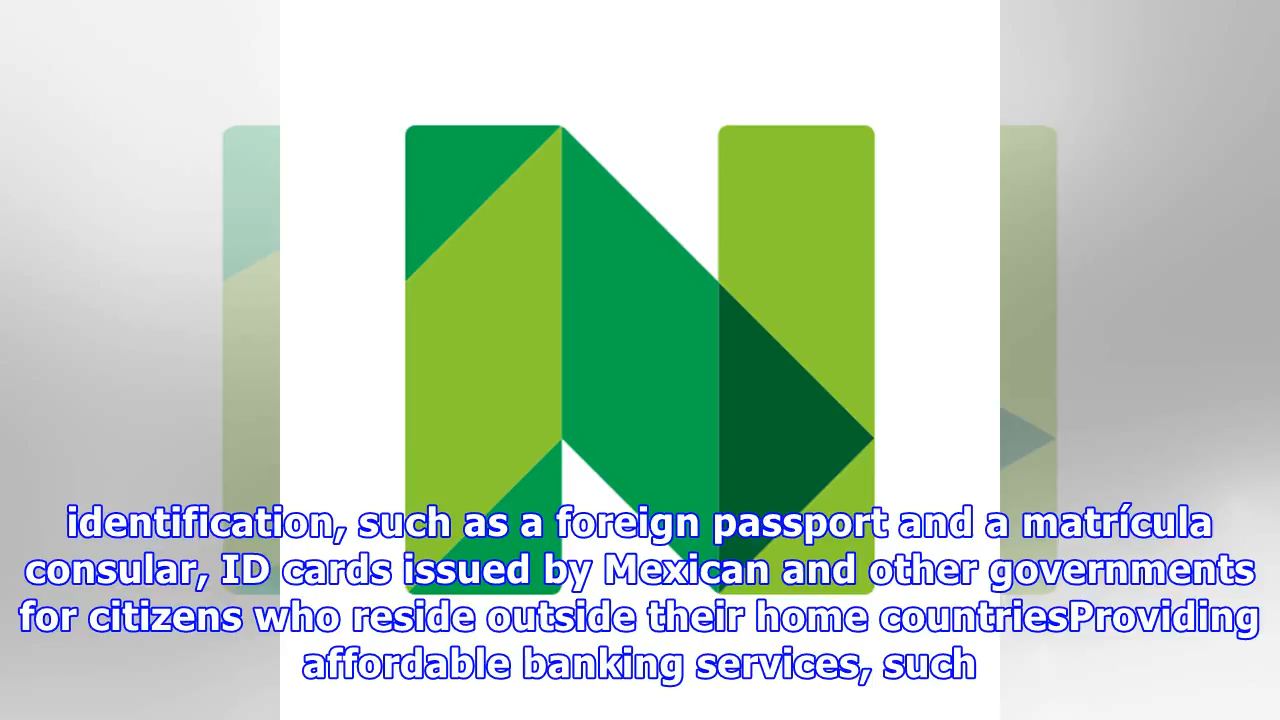 identification, such as a foreign passport and a matrícula
consular, ID cards issued by Mexican and other governments
for citizens who reside outside their home countriesProviding
affordable banking services, such